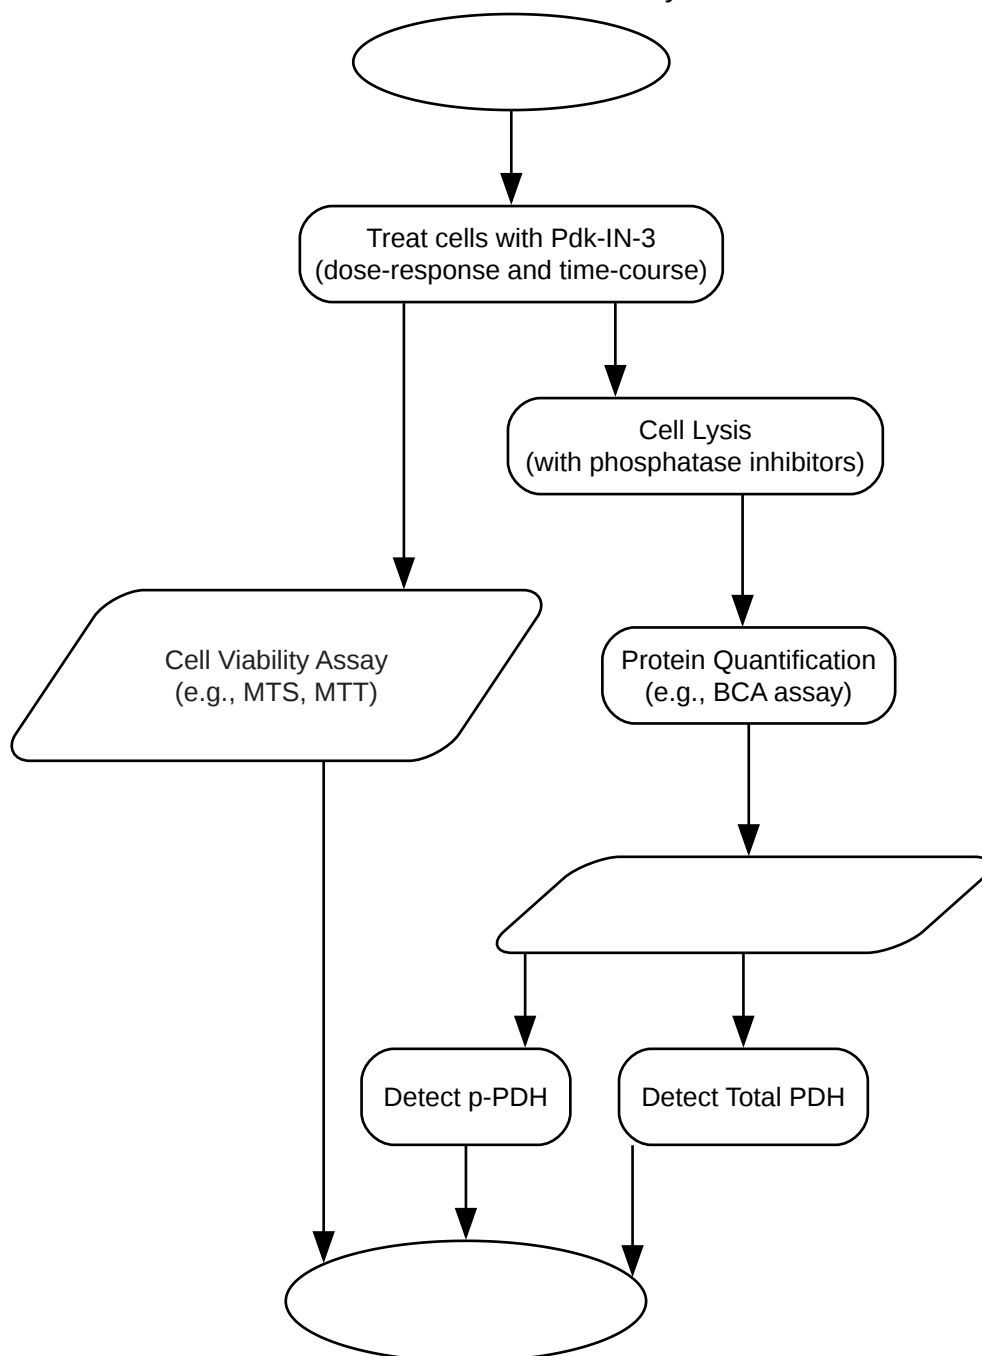 Treat cells with Pdk-IN-3
(dose-response and time-course)
Cell Lysis
(with phosphatase inhibitors)
Cell Viability Assay
(e.g., MTS, MTT)
Protein Quantification
(e.g., BCA assay)
Detect p-PDH
Detect Total PDH